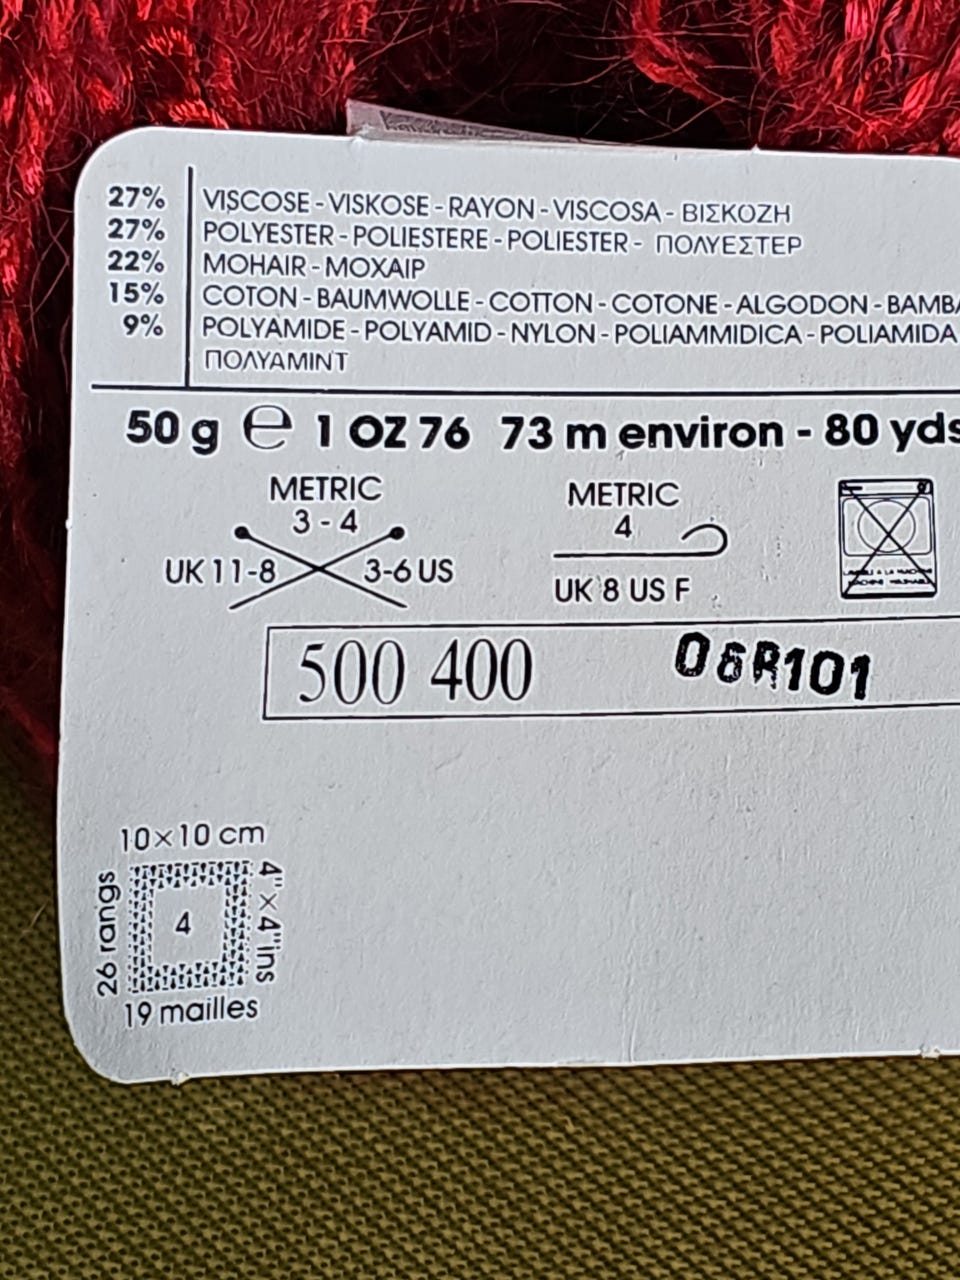 27% VISCOSE - VISKOSE - RAYON - VISCOSA - ΒΙΣΚΟΖΗ
27% POLYESTER - POLIESTERE - POLIESTER - ΠΟΛΥΕΣΤΕΡ
22% MOHAIR - ΜΟΧΑΙΡ
15% COTON - BAUMWOLLE - COTTON - COTONE - ALGODON - BAMBA
9% POLYAMIDE - POLYAMID - NYLON - POLIAMMIDICA - POLIAMIDA
ΠΟΛΥΑΜΙΝΤ
50 g ℮ 1 OZ 76 73 m environ - 80 yds
METRIC
3 - 4
UK 11-8 3-6 US
METRIC
4
UK 8 US F
500 400 06R101
10×10 cm
26 rangs
4
4"×4" ins
19 mailles